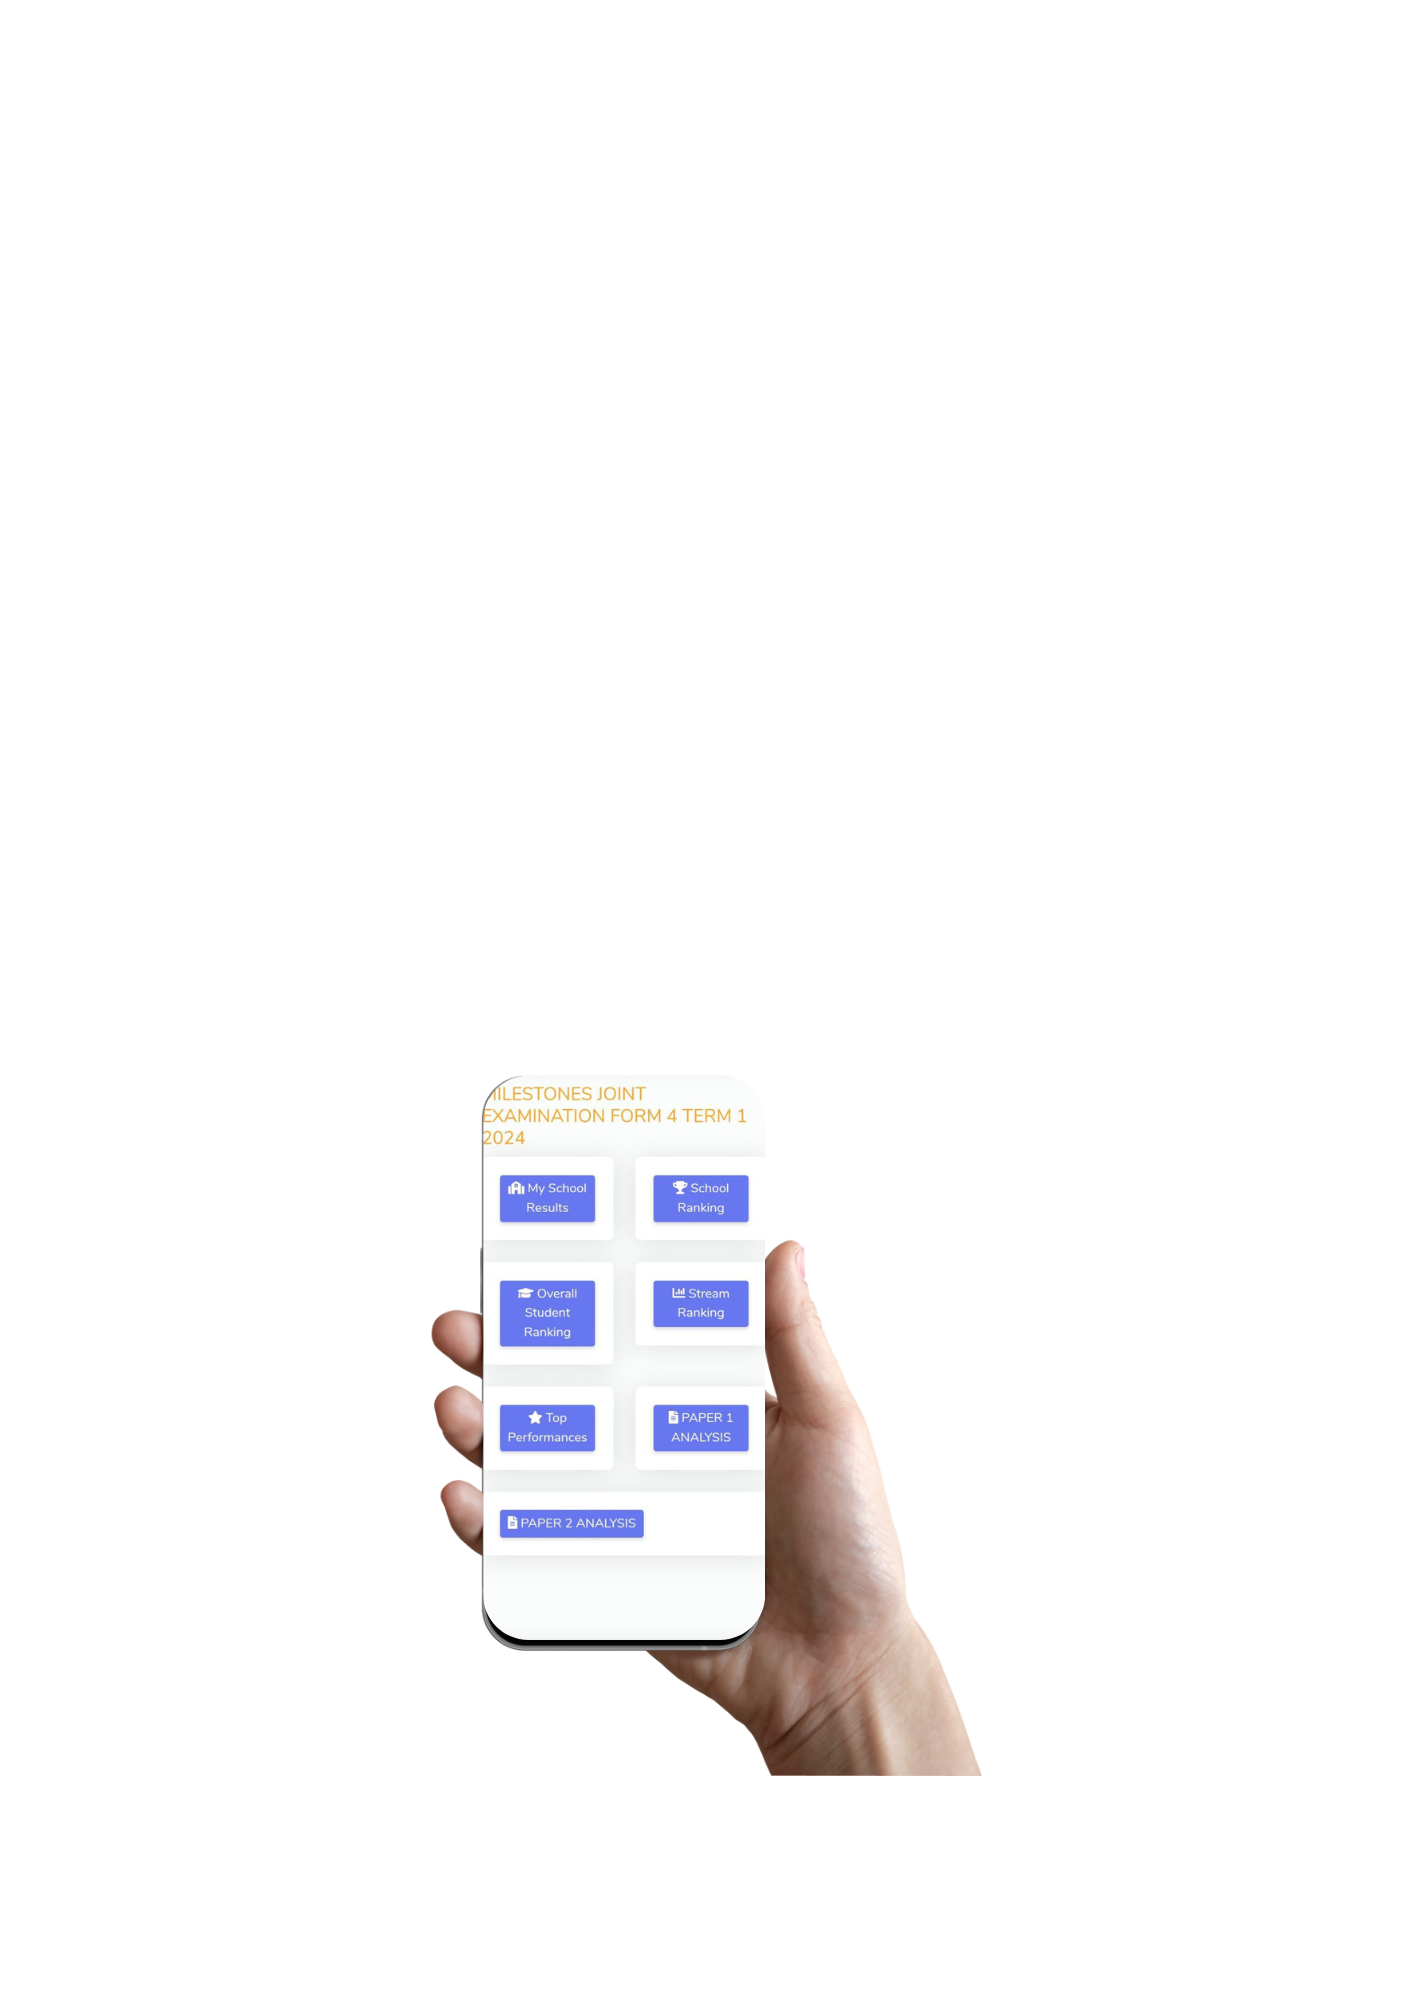 MILESTONES JOINT
EXAMINATION FORM 4 TERM 1
2024
My School
Results
School
Ranking
Overall
Student
Ranking
Stream
Ranking
Top
Performances
PAPER 1
ANALYSIS
PAPER 2 ANALYSIS